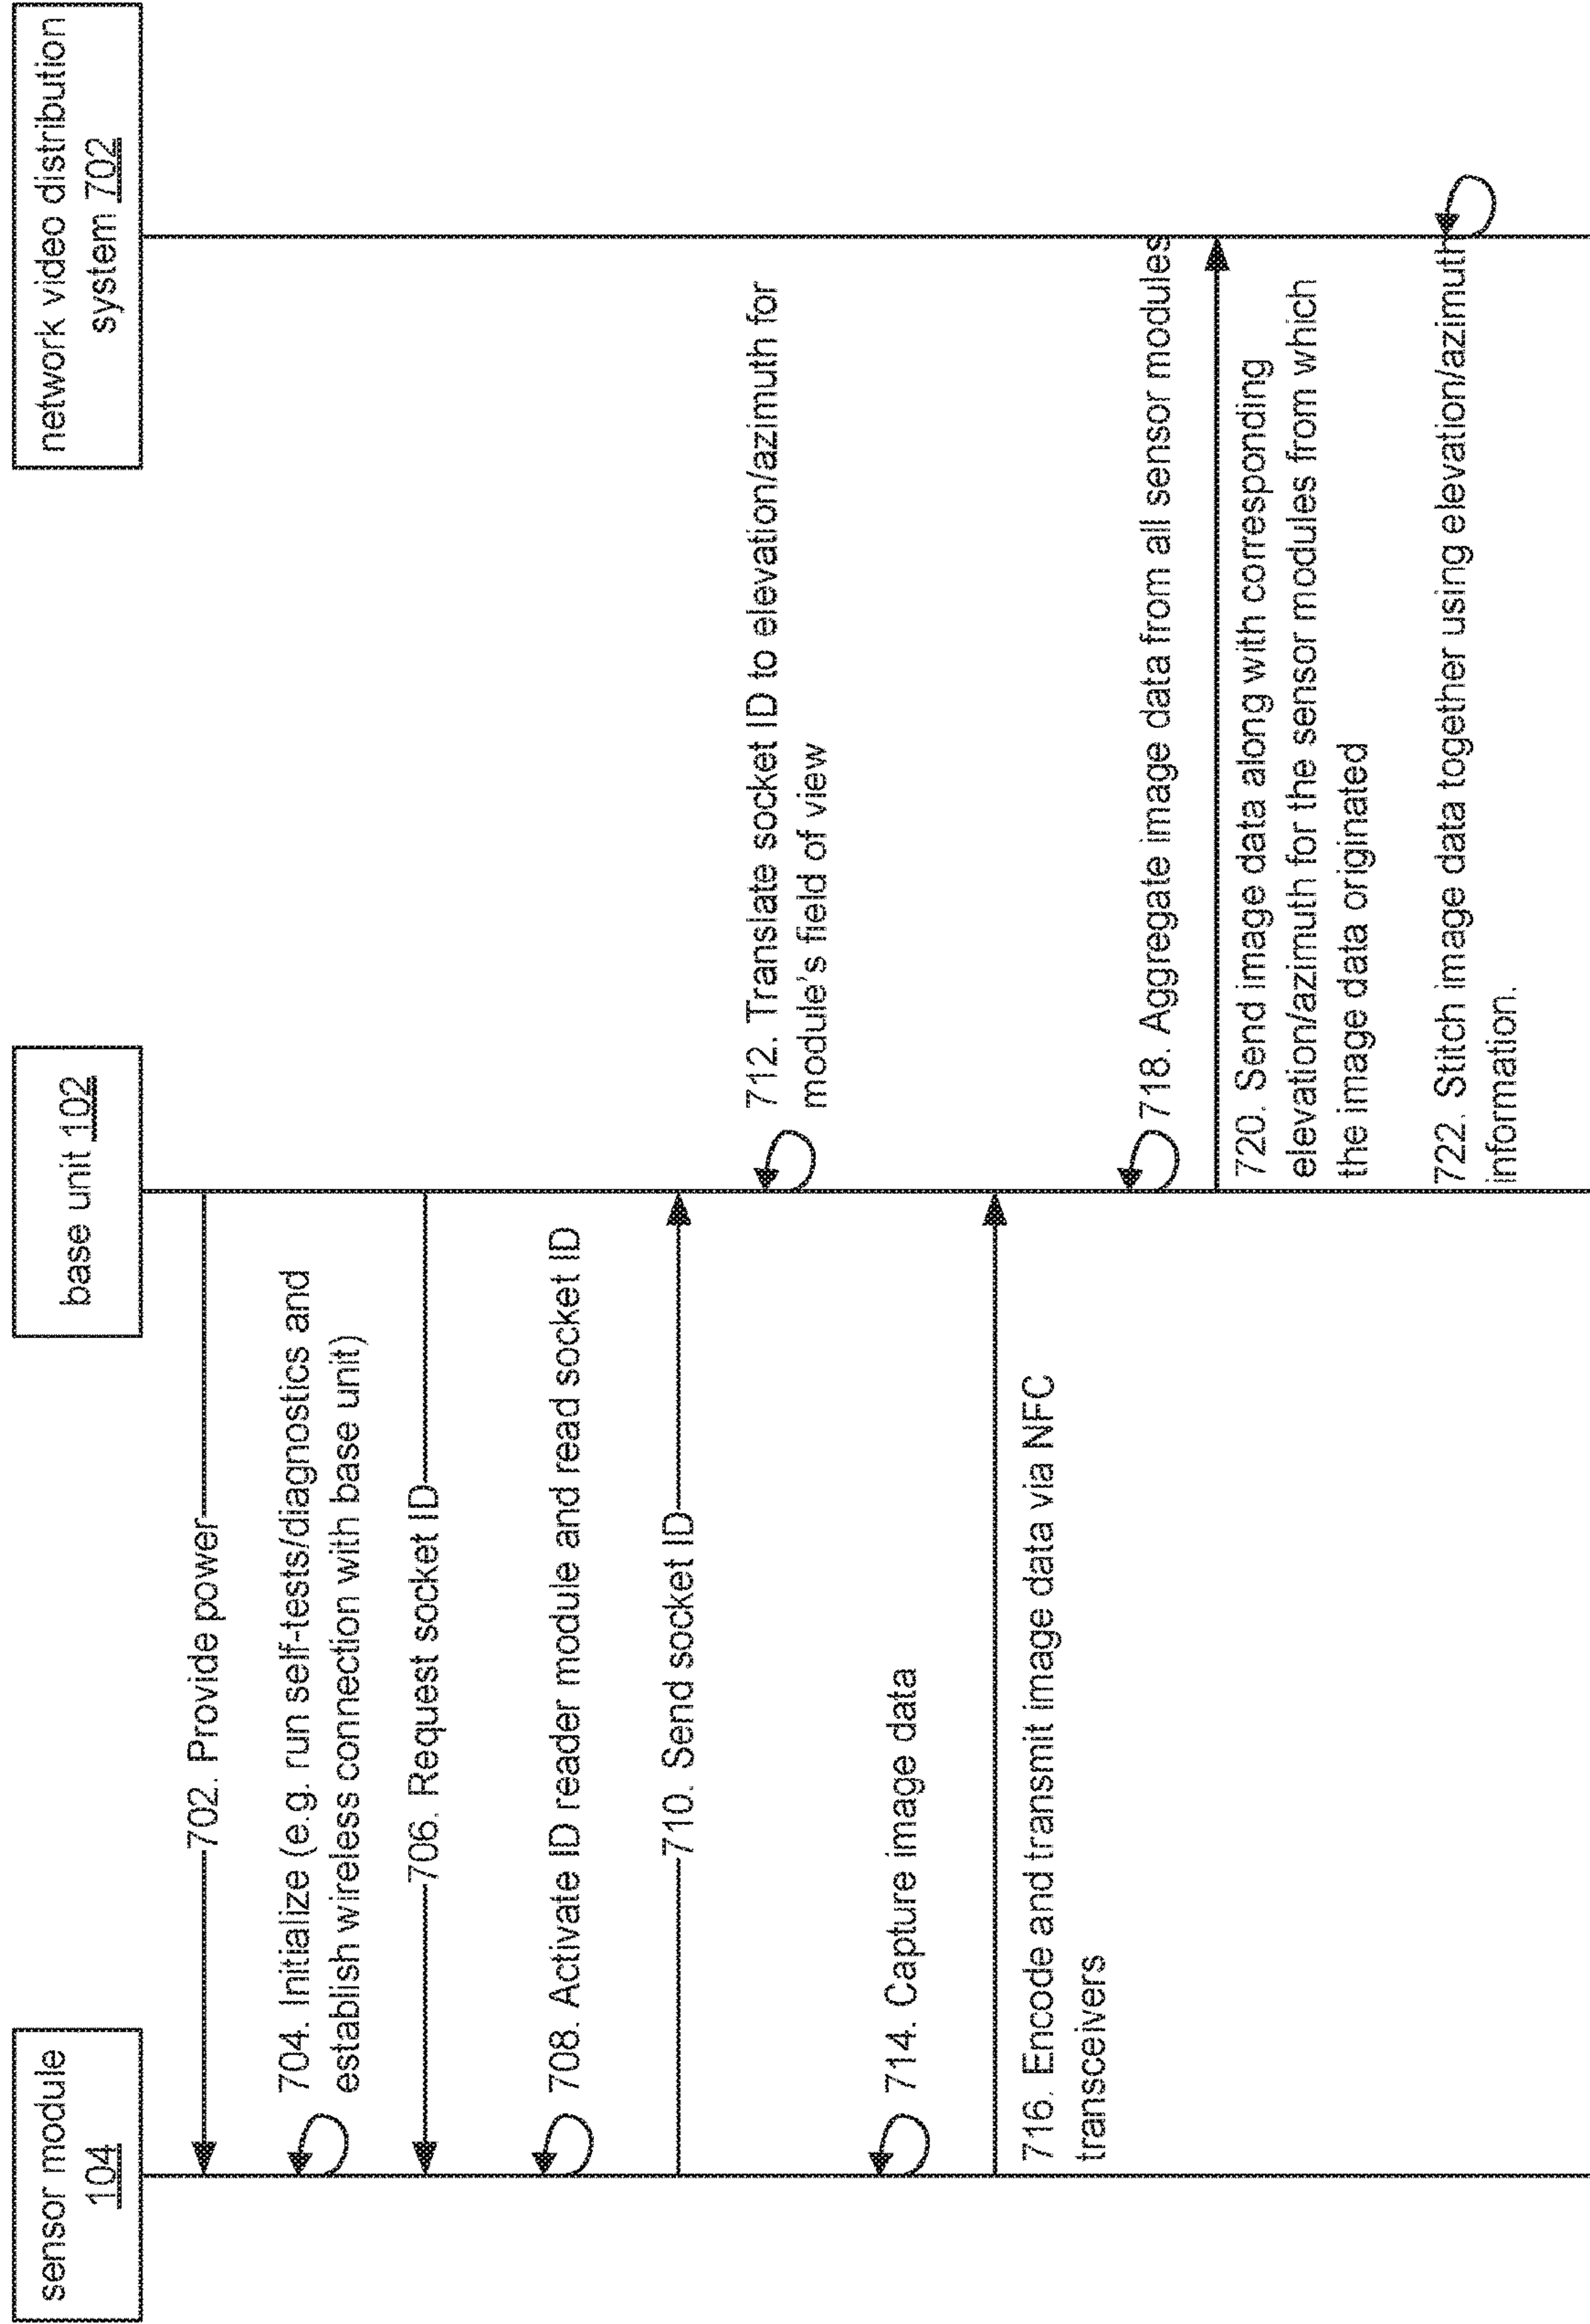 sensor module
104
base unit 102
network video distribution
system 702
702. Provide power
704. Initialize (e.g. run self-tests/diagnostics and
establish wireless connection with base unit)
706. Request socket ID
708. Activate ID reader module and read socket ID
710. Send socket ID
712. Translate socket ID to elevation/azimuth for
module's field of view
714. Capture image data
716. Encode and transmit image data via NFC
transceivers
718. Aggregate image data from all sensor modules
720. Send image data along with corresponding
elevation/azimuth for the sensor modules from which
the image data originated
722. Stitch image data together using elevation/azimuth
information.